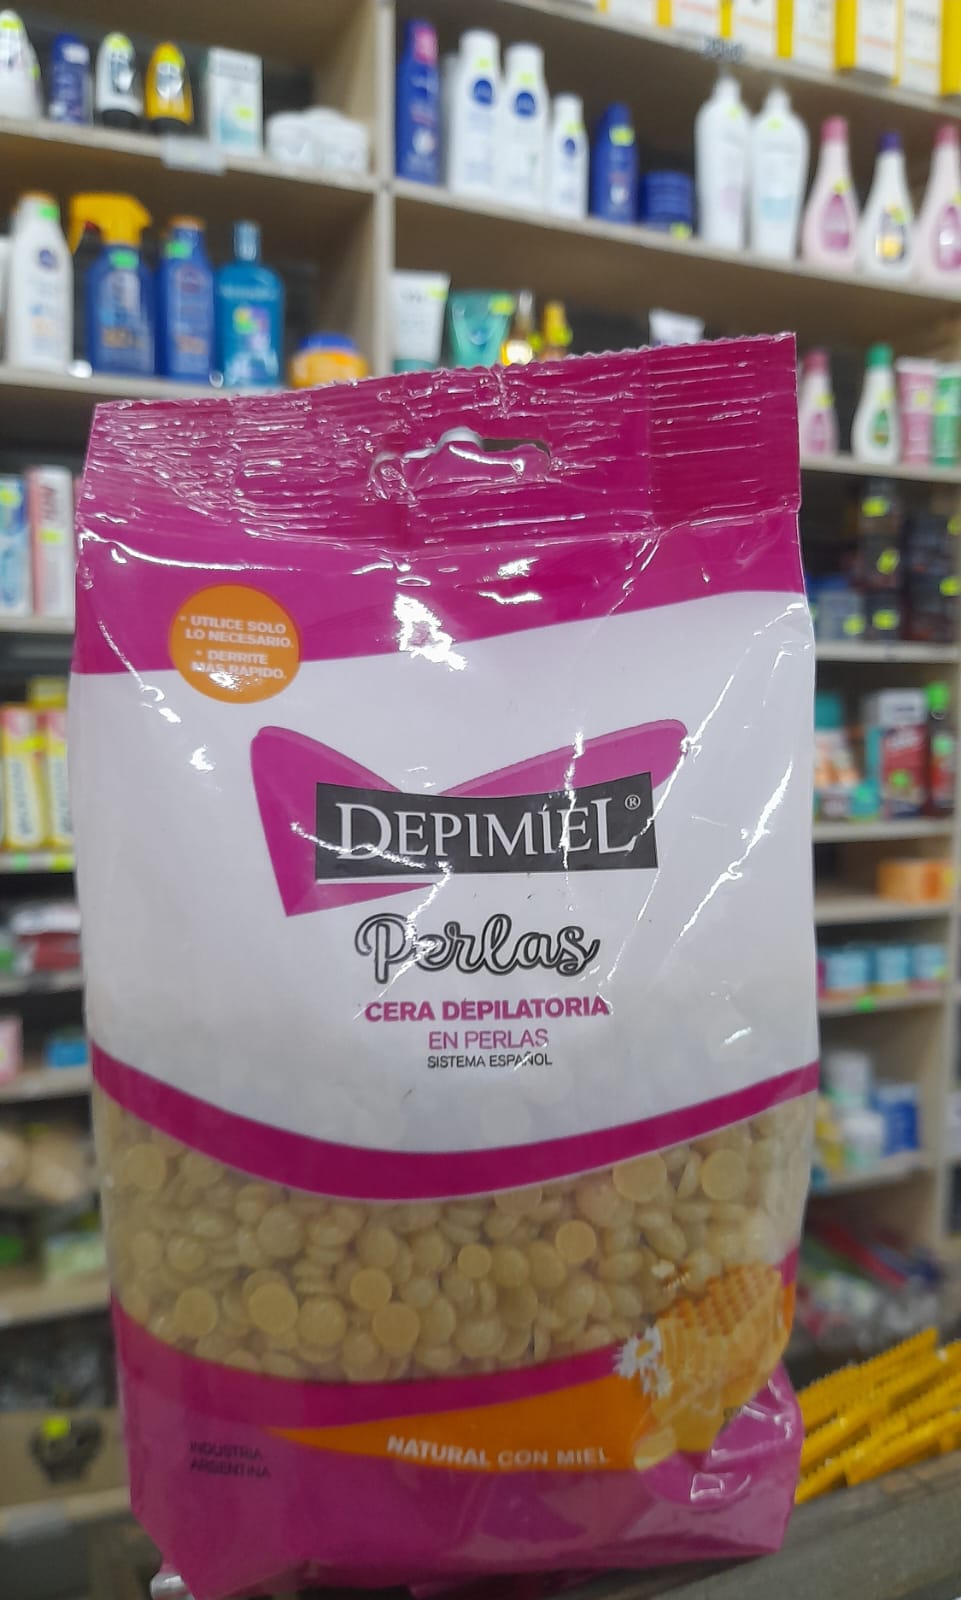 * UTILICE SOLO
LO NECESARIO.
* DERRITE
MÁS RÁPIDO.
DEPIMIEL®
Perlas
CERA DEPILATORIA
EN PERLAS
SISTEMA ESPAÑOL
NATURAL CON MIEL
INDUSTRIA
ARGENTINA